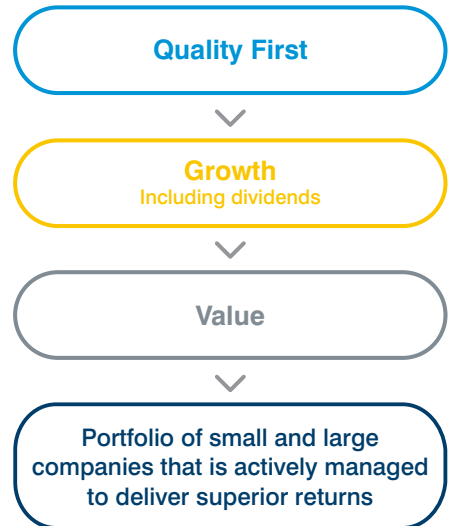 Quality First
Growth
Including dividends
Value
Portfolio of small and large
companies that is actively managed
to deliver superior returns